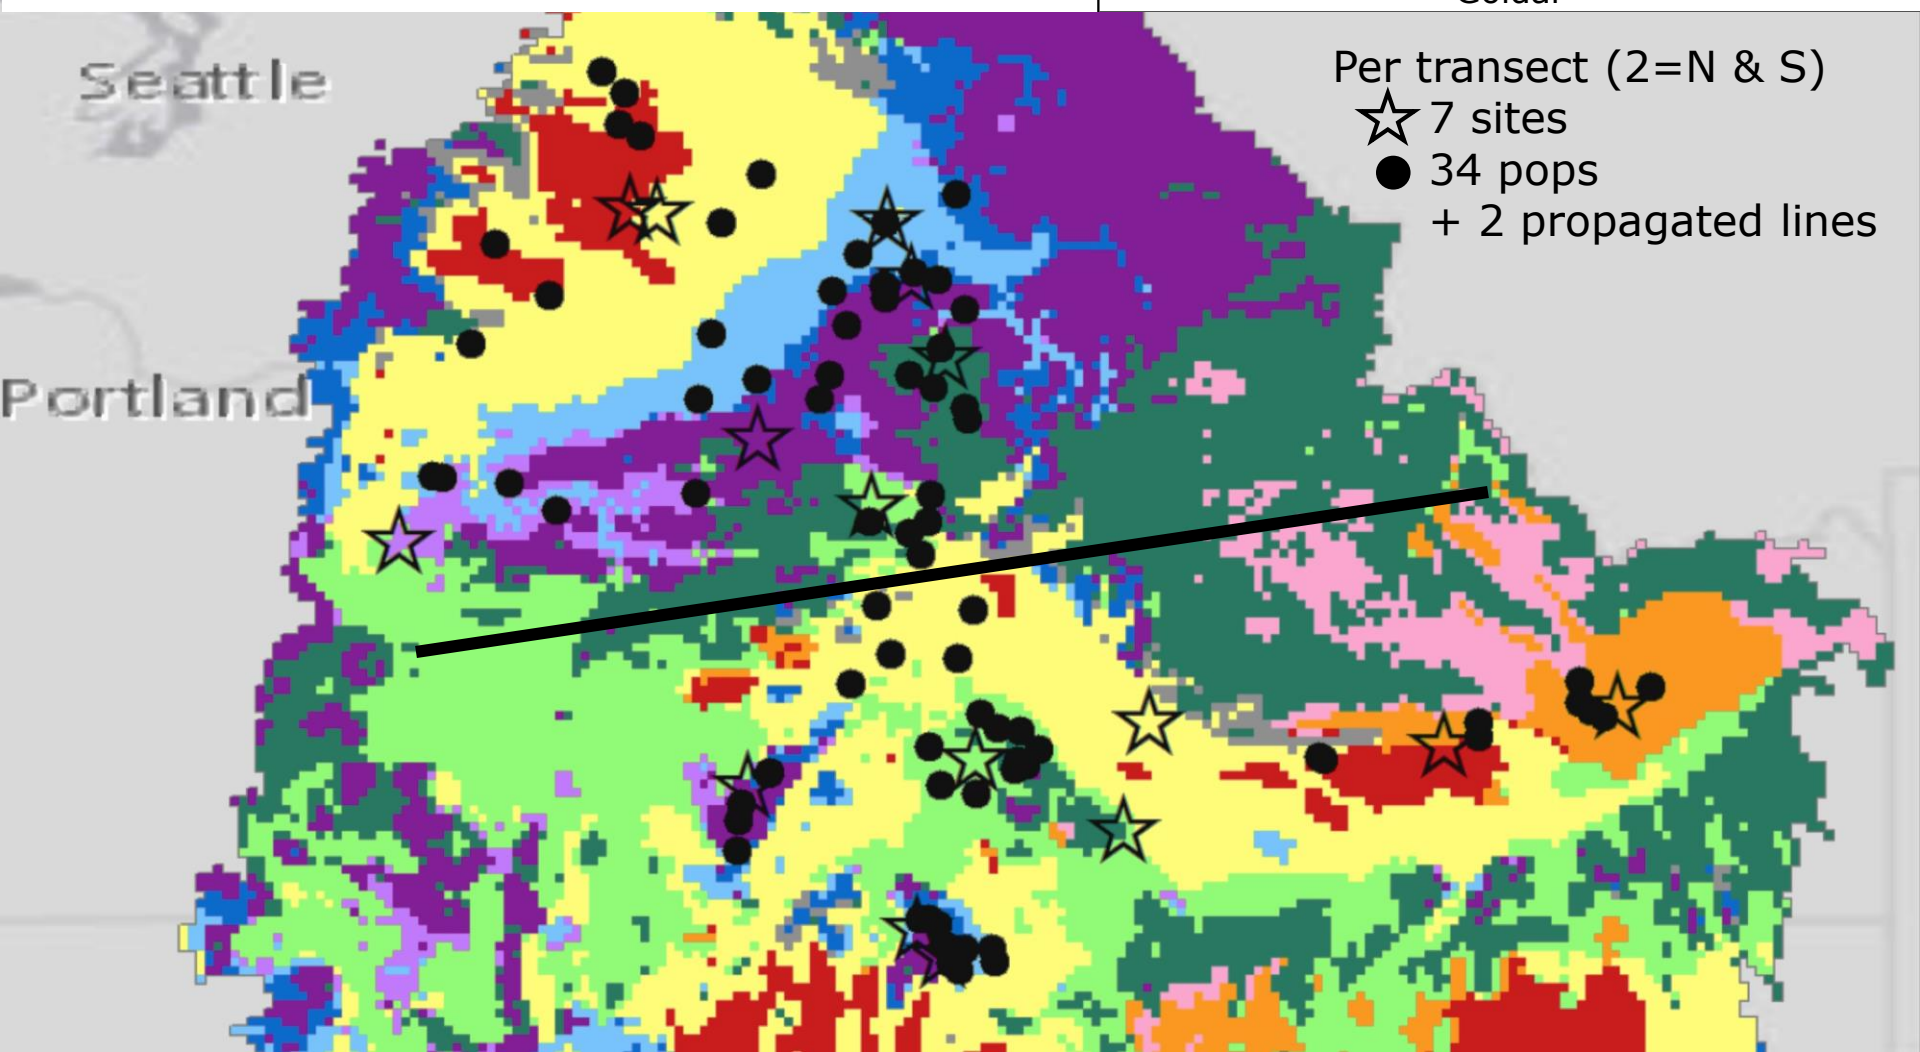 Seattle
Per transect (2=N & S)
7 sites
34 pops
+ 2 propagated lines
Portland